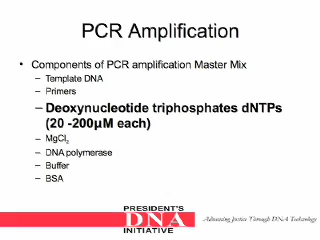 PCR Amplification
• Components of PCR amplification Master Mix
– Template DNA
– Primers
– Deoxynucleotide triphosphates dNTPs
(20 -200µM each)
– MgCl₂
– DNA polymerase
– Buffer
– BSA
PRESIDENT'S
DNA
INITIATIVE
Advancing Justice Through DNA Technology